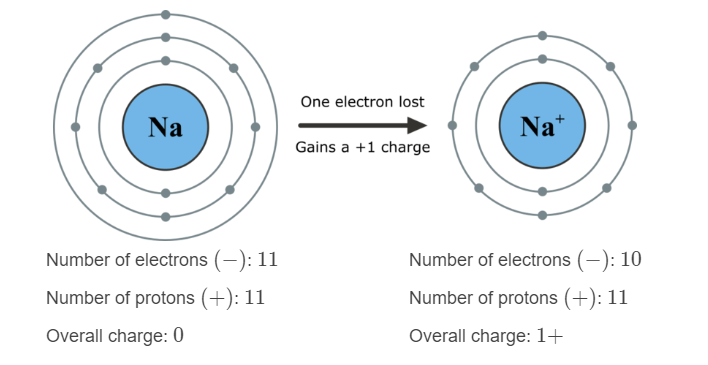 Na
One electron lost
Gains a +1 charge
Na⁺
Number of electrons (−): 11
Number of protons (+): 11
Overall charge: 0
Number of electrons (−): 10
Number of protons (+): 11
Overall charge: 1+